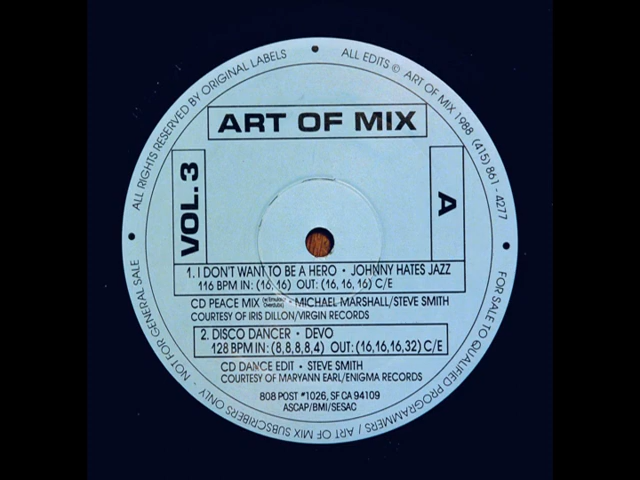 ALL RIGHTS RESERVED BY ORIGINAL LABELS • ALL EDITS © ART OF MIX 1988 (415) 861-4277 • FOR SALE TO QUALIFIED PROGRAMMERS / ART OF MIX SUBSCRIBERS ONLY - NOT FOR GENERAL SALE •
ART OF MIX
VOL. 3
A
1. I DON'T WANT TO BE A HERO • JOHNNY HATES JAZZ
116 BPM IN: (16, 16) OUT: (16, 16, 16) C/E
CD PEACE MIX • MICHAEL MARSHALL/STEVE SMITH
COURTESY OF IRIS DILLON/VIRGIN RECORDS
2. DISCO DANCER • DEVO
128 BPM IN: (8,8,8,8,4) OUT: (16,16,16,32) C/E
CD DANCE EDIT • STEVE SMITH
COURTESY OF MARYANN EARL/ENIGMA RECORDS
808 POST #1026, SF CA 94109
ASCAP/BMI/SESAC